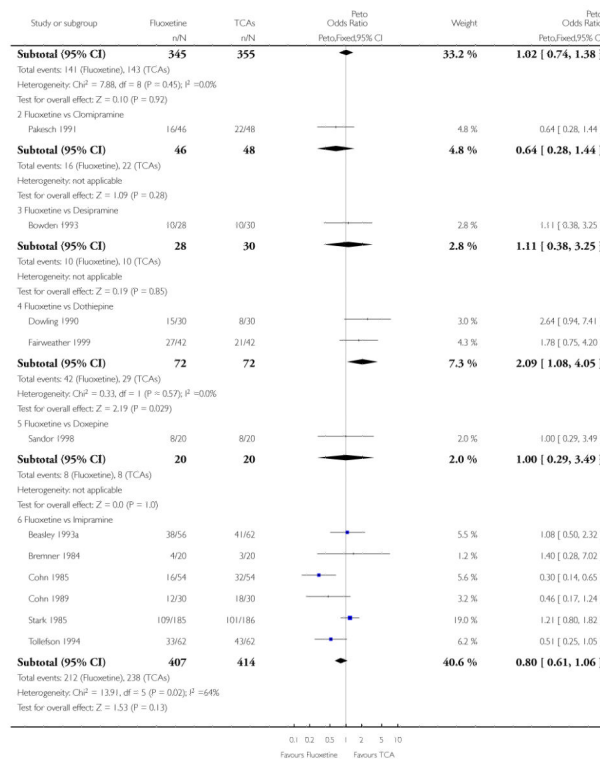 Peto Peto
Study or subgroup Fluoxetine TCAs Odds Ratio Weight Odds Ratio
n/N n/N Peto,Fixed,95% CI Peto,Fixed,95% C
Subtotal (95% CI) 345 355 33.2 % 1.02 [ 0.74, 1.38 ]
Total events: 141 (Fluoxetine), 143 (TCAs)
Heterogeneity: Chi² = 7.88, df = 8 (P = 0.45); I² =0.0%
Test for overall effect: Z = 0.10 (P = 0.92)
2 Fluoxetine vs Clomipramine
Pakesch 1991 16/46 22/48 4.8 % 0.64 [ 0.28, 1.44
Subtotal (95% CI) 46 48 4.8 % 0.64 [ 0.28, 1.44 ]
Total events: 16 (Fluoxetine), 22 (TCAs)
Heterogeneity: not applicable
Test for overall effect: Z = 1.09 (P = 0.28)
3 Fluoxetine vs Desipramine
Bowden 1993 10/28 10/30 2.8 % 1.11 [ 0.38, 3.25
Subtotal (95% CI) 28 30 2.8 % 1.11 [ 0.38, 3.25 ]
Total events: 10 (Fluoxetine), 10 (TCAs)
Heterogeneity: not applicable
Test for overall effect: Z = 0.19 (P = 0.85)
4 Fluoxetine vs Dothiepine
Dowling 1990 15/30 8/30 3.0 % 2.64 [ 0.94, 7.41
Fairweather 1999 27/42 21/42 4.3 % 1.78 [ 0.75, 4.20
Subtotal (95% CI) 72 72 7.3 % 2.09 [ 1.08, 4.05 ]
Total events: 42 (Fluoxetine), 29 (TCAs)
Heterogeneity: Chi² = 0.33, df = 1 (P = 0.57); I² =0.0%
Test for overall effect: Z = 2.19 (P = 0.029)
5 Fluoxetine vs Doxepine
Sandor 1998 8/20 8/20 2.0 % 1.00 [ 0.29, 3.49
Subtotal (95% CI) 20 20 2.0 % 1.00 [ 0.29, 3.49 ]
Total events: 8 (Fluoxetine), 8 (TCAs)
Heterogeneity: not applicable
Test for overall effect: Z = 0.0 (P = 1.0)
6 Fluoxetine vs Imipramine
Beasley 1993a 38/56 41/62 5.5 % 1.08 [ 0.50, 2.32
Bremner 1984 4/20 3/20 1.2 % 1.40 [ 0.28, 7.02
Cohn 1985 16/54 32/54 5.6 % 0.30 [ 0.14, 0.65
Cohn 1989 12/30 18/30 3.2 % 0.46 [ 0.17, 1.24
Stark 1985 109/185 101/186 19.0 % 1.21 [ 0.80, 1.82
Tollefson 1994 33/62 43/62 6.2 % 0.51 [ 0.25, 1.05
Subtotal (95% CI) 407 414 40.6 % 0.80 [ 0.61, 1.06 ]
Total events: 212 (Fluoxetine), 238 (TCAs)
Heterogeneity: Chi² = 13.91, df = 5 (P = 0.02); I² =64%
Test for overall effect: Z = 1.53 (P = 0.13)
0.1 0.2 0.5 1 2 5 10
Favours Fluoxetine Favours TCA